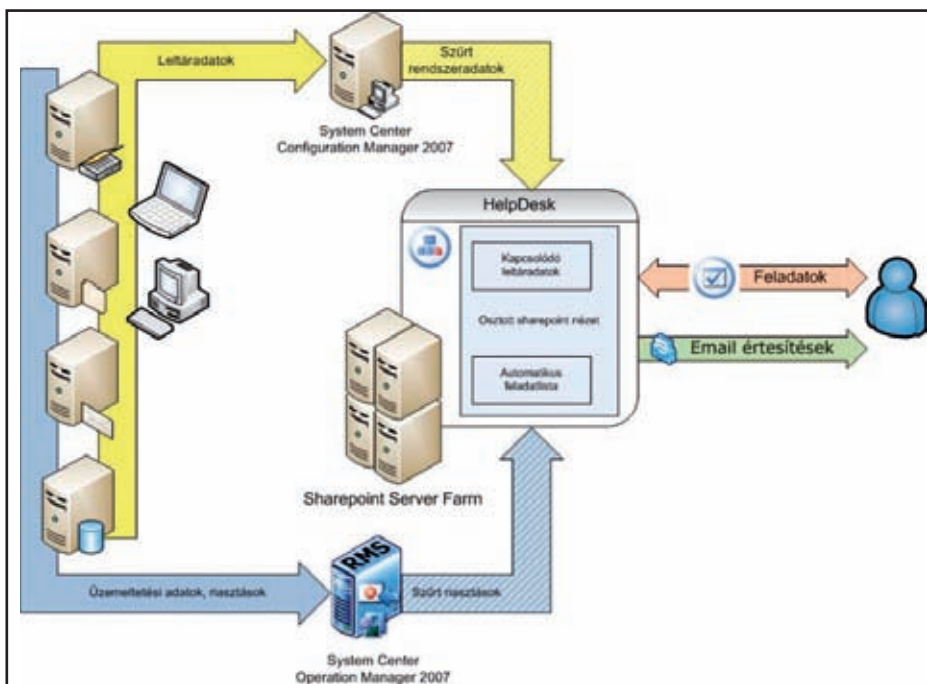 Leltáradatok
Szűrt
rendszeradatok
System Center
Configuration Manager 2007
HelpDesk
Kapcsolódó
leltáradatok
Osztott sharepoint nézet
Automatikus
feladatlista
Feladatok
Email értesítések
Sharepoint Server Farm
RMS
Üzemeltetési adatok, riasztások
Szűrt riasztások
System Center
Operation Manager 2007